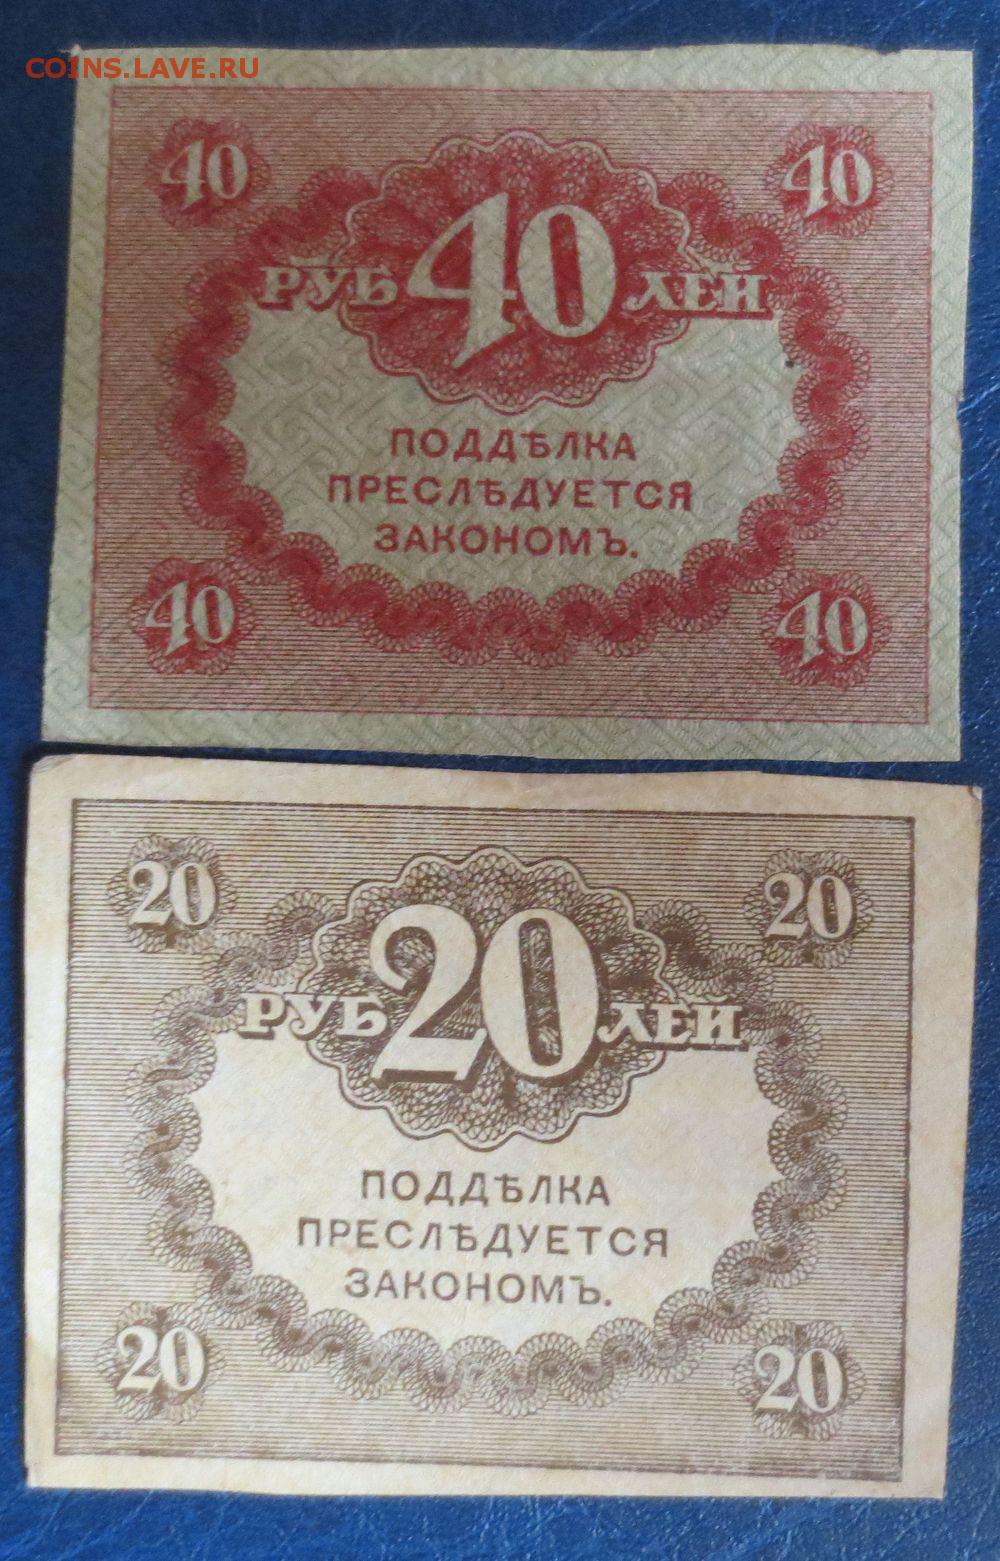 COINS.LAVE.RU
40 40
РУБ 40 ЛЕЙ
ПОДДѢЛКА
ПРЕСЛѢДУЕТСЯ
ЗАКОНОМЪ.
40 40
20 20
РУБ 20 ЛЕЙ
ПОДДѢЛКА
ПРЕСЛѢДУЕТСЯ
ЗАКОНОМЪ.
20 20